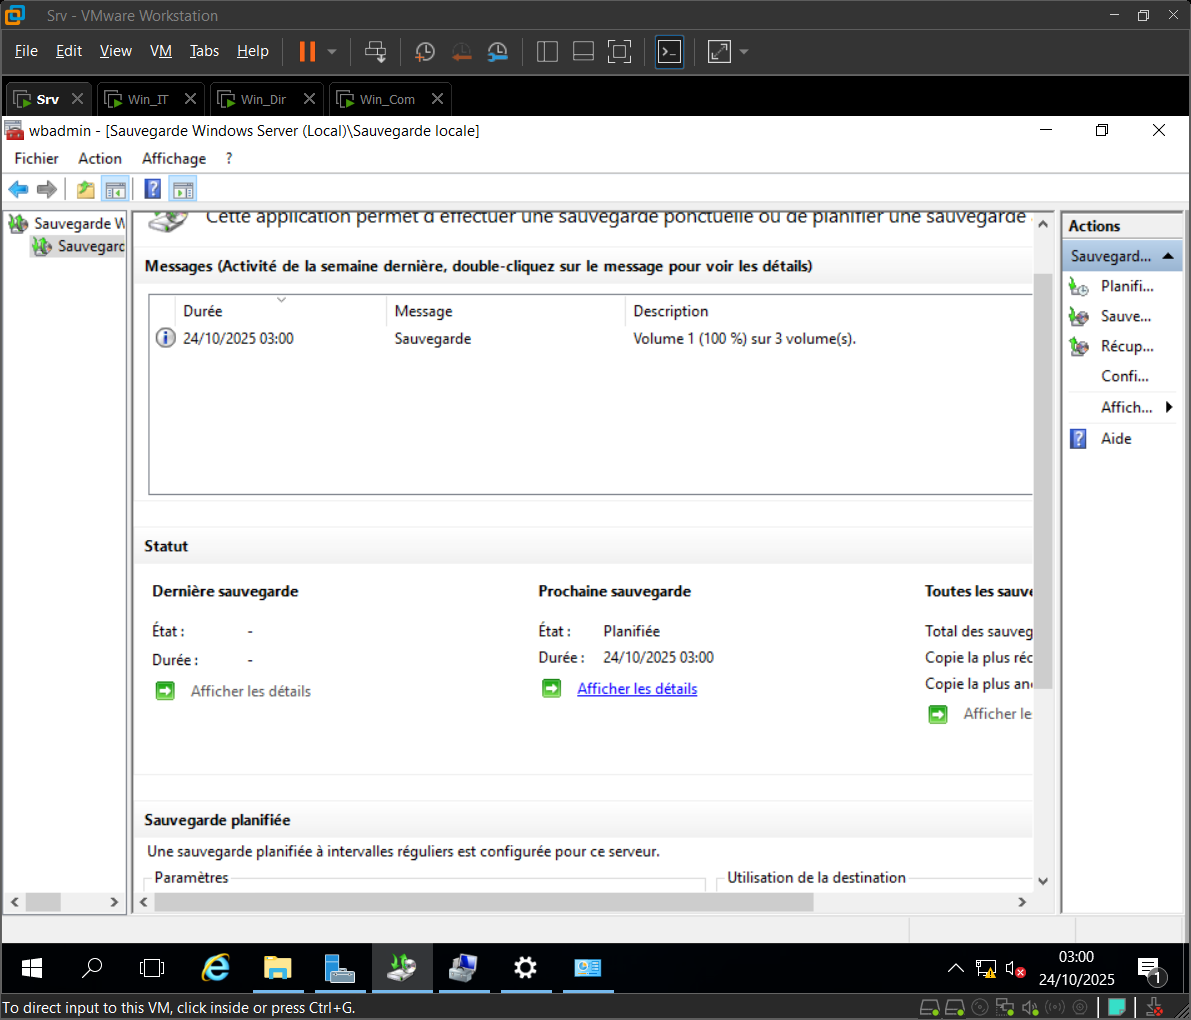 Srv - VMware Workstation
File Edit View VM Tabs Help
Srv Win_IT Win_Dir Win_Com
wbadmin - [Sauvegarde Windows Server (Local)\Sauvegarde locale]
Fichier Action Affichage ?
Sauvegarde W
Sauvegarc
Cette application permet d'effectuer une sauvegarde ponctuelle ou de planifier une sauvegarde
Messages (Activité de la semaine dernière, double-cliquez sur le message pour voir les détails)
Durée Message Description
24/10/2025 03:00 Sauvegarde Volume 1 (100 %) sur 3 volume(s).
Statut
Dernière sauvegarde
État : -
Durée : -
Afficher les détails
Prochaine sauvegarde
État : Planifiée
Durée : 24/10/2025 03:00
Afficher les détails
Toutes les sauve
Total des sauveg
Copie la plus réc
Copie la plus an
Afficher le
Sauvegarde planifiée
Une sauvegarde planifiée à intervalles réguliers est configurée pour ce serveur.
Paramètres
Utilisation de la destination
Actions
Sauvegard...
Planifi...
Sauve...
Récup...
Confi...
Affich...
Aide
03:00
24/10/2025
1
To direct input to this VM, click inside or press Ctrl+G.